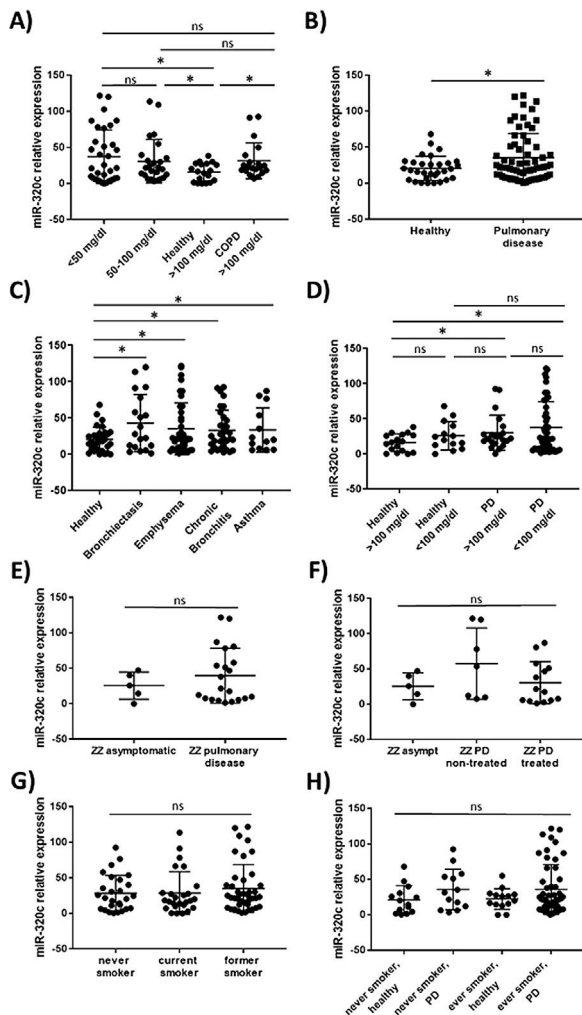 A)
ns
ns
*
ns
*
*
miR-320c relative expression
150
100
50
0
-50
<50 mg/dl
50-100 mg/dl
Healthy
>100 mg/dl
COPD
>100 mg/dl
B)
*
miR-320c relative expression
150
100
50
0
-50
Healthy
Pulmonary
disease
C)
*
*
*
*
miR-320c relative expression
150
100
50
0
-50
Healthy
Bronchiectasis
Emphysema
Chronic
Bronchitis
Asthma
D)
ns
*
*
ns
ns
ns
miR-320c relative expression
150
100
50
0
-50
Healthy
>100 mg/dl
Healthy
<100 mg/dl
PD
>100 mg/dl
PD
<100 mg/dl
E)
ns
miR-320c relative expression
150
100
50
0
-50
ZZ asymptomatic
ZZ pulmonary
disease
F)
ns
miR-320c relative expression
150
100
50
0
-50
ZZ asympt
ZZ PD
non-treated
ZZ PD
treated
G)
ns
miR-320c relative expression
150
100
50
0
-50
never
smoker
current
smoker
former
smoker
H)
ns
miR-320c relative expression
150
100
50
0
-50
never smoker,
healthy
never smoker,
PD
ever smoker,
healthy
ever smoker,
PD